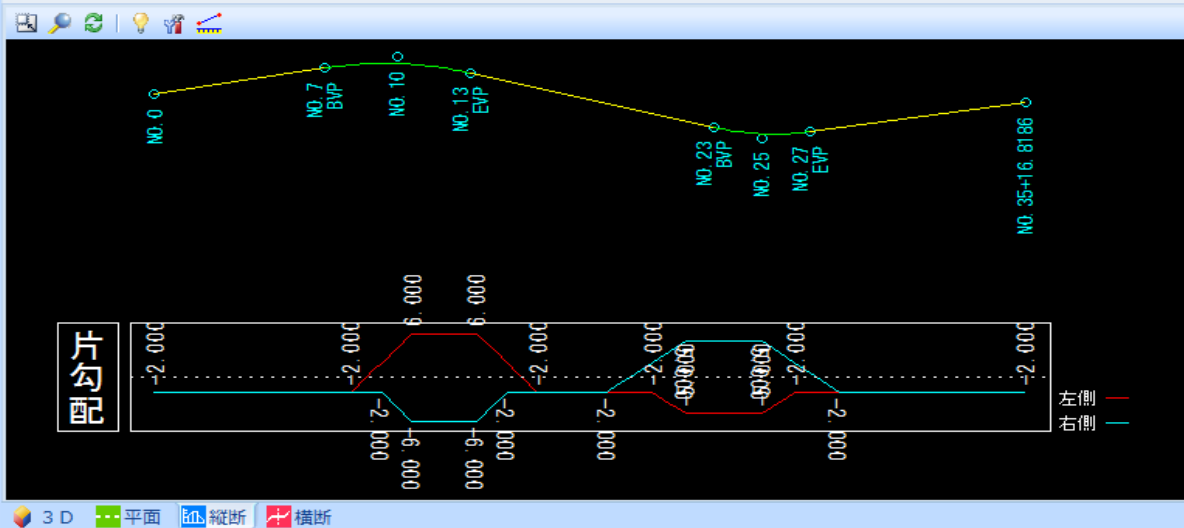 NO. 0
NO. 7
BVP
NO. 10
NO. 13
EVP
NO. 23
BVP
NO. 25
NO. 27
EVP
NO. 35+16. 8186
片勾配
6. 000
6. 000
-2. 000
-2. 000
-2. 000
-2. 000
-2. 000
-2. 000
-2. 000
-6. 000
-6. 000
-2. 000
-2. 000
-2. 000
左側
右側
3 D
平面
縦断
横断